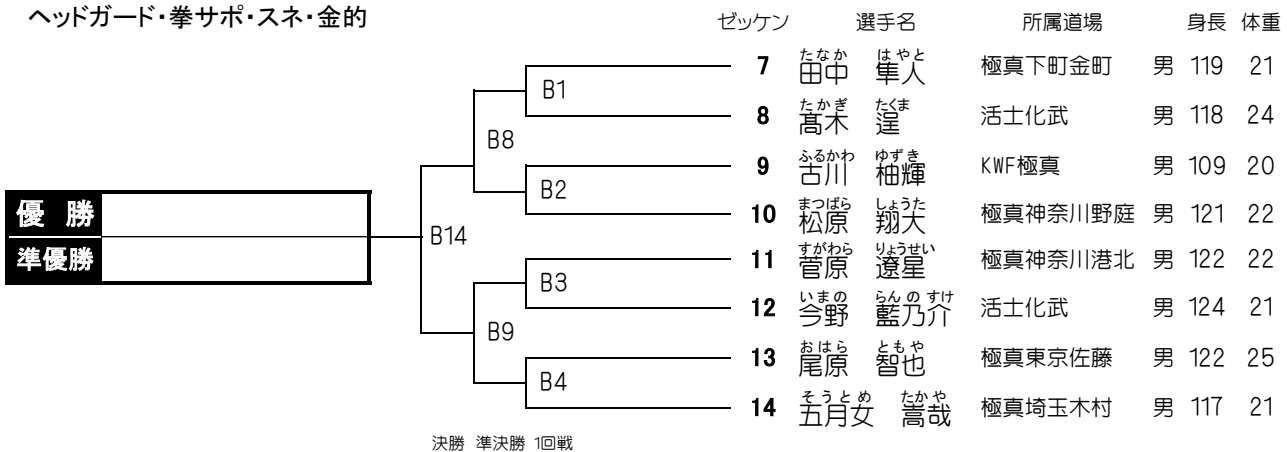 ヘッドガード・拳サポ・スネ・金的
ゼッケン 選手名 所属道場 身長 体重
たなか はやと
7 田中 隼人 極真下町金町 男 119 21
B1
たかぎ たくま
8 髙木 逞 活士化武 男 118 24
B8
ふるかわ ゆずき
9 古川 柚輝 KWF極真 男 109 20
B2
まつばら しょうた
10 松原 翔大 極真神奈川野庭 男 121 22
優勝
B14
準優勝
すがわら りょうせい
11 菅原 遼星 極真神奈川港北 男 122 22
B3
いまの らんのすけ
12 今野 藍乃介 活士化武 男 124 21
B9
おはら ともや
13 尾原 智也 極真東京佐藤 男 122 25
B4
そうとめ たかや
14 五月女 嵩哉 極真埼玉木村 男 117 21
決勝 準決勝 1回戦